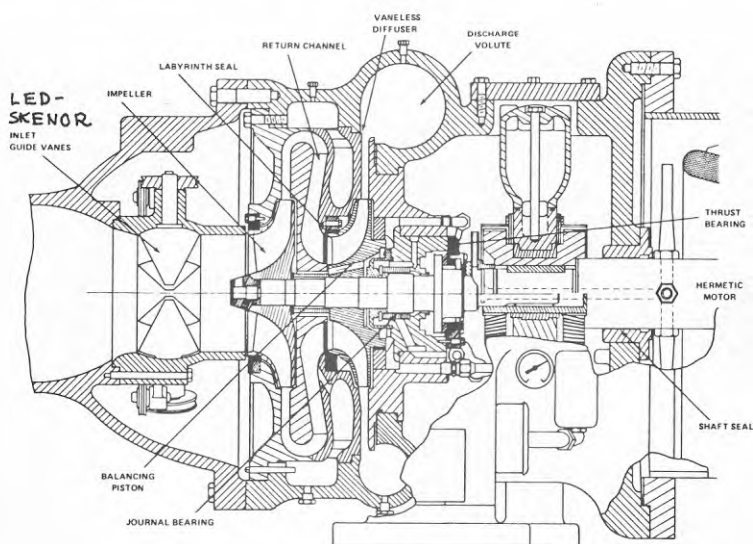 VANELESS
DIFFUSER
RETURN CHANNEL
DISCHARGE
VOLUTE
LABYRINTH SEAL
LED-
SKENOR
IMPELLER
INLET
GUIDE VANES
THRUST
BEARING
HERMETIC
MOTOR
SHAFT SEAL
BALANCING
PISTON
JOURNAL BEARING